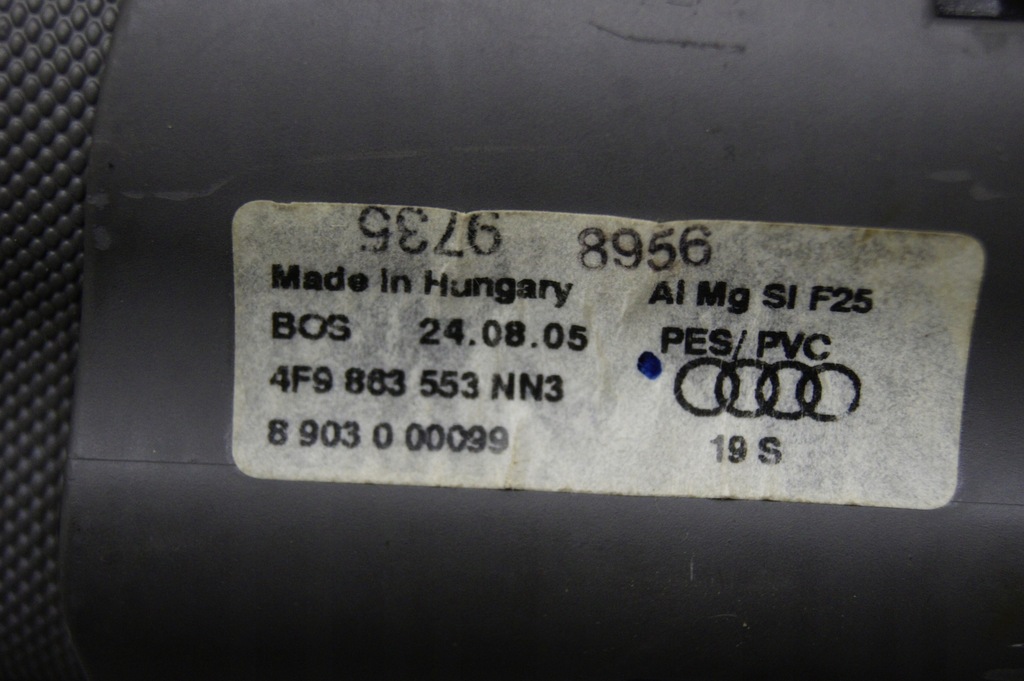 9735 8956
Made In Hungary
Al Mg SI F25
BOS 24.08.05
PES/ PVC
4F9 863 553 NN3
8 903 0 00099
19 S